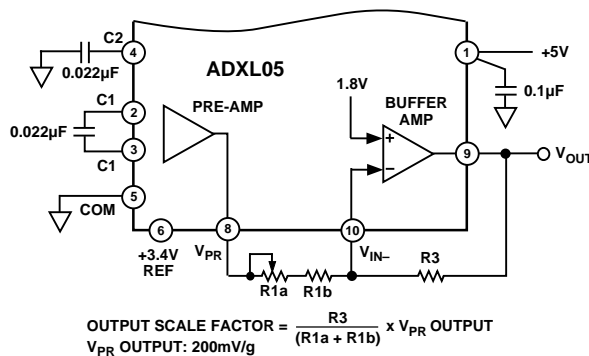 C2
4
0.022µF
ADXL05
1
+5V
0.1µF
C1
2
0.022µF
3
C1
PRE-AMP
1.8V
BUFFER
AMP
+
–
9
VOUT
5
COM
6
+3.4V
REF
8
VPR
10
VIN–
R1a
R1b
R3
OUTPUT SCALE FACTOR = R3 / (R1a + R1b) x VPR OUTPUT
VPR OUTPUT: 200mV/g